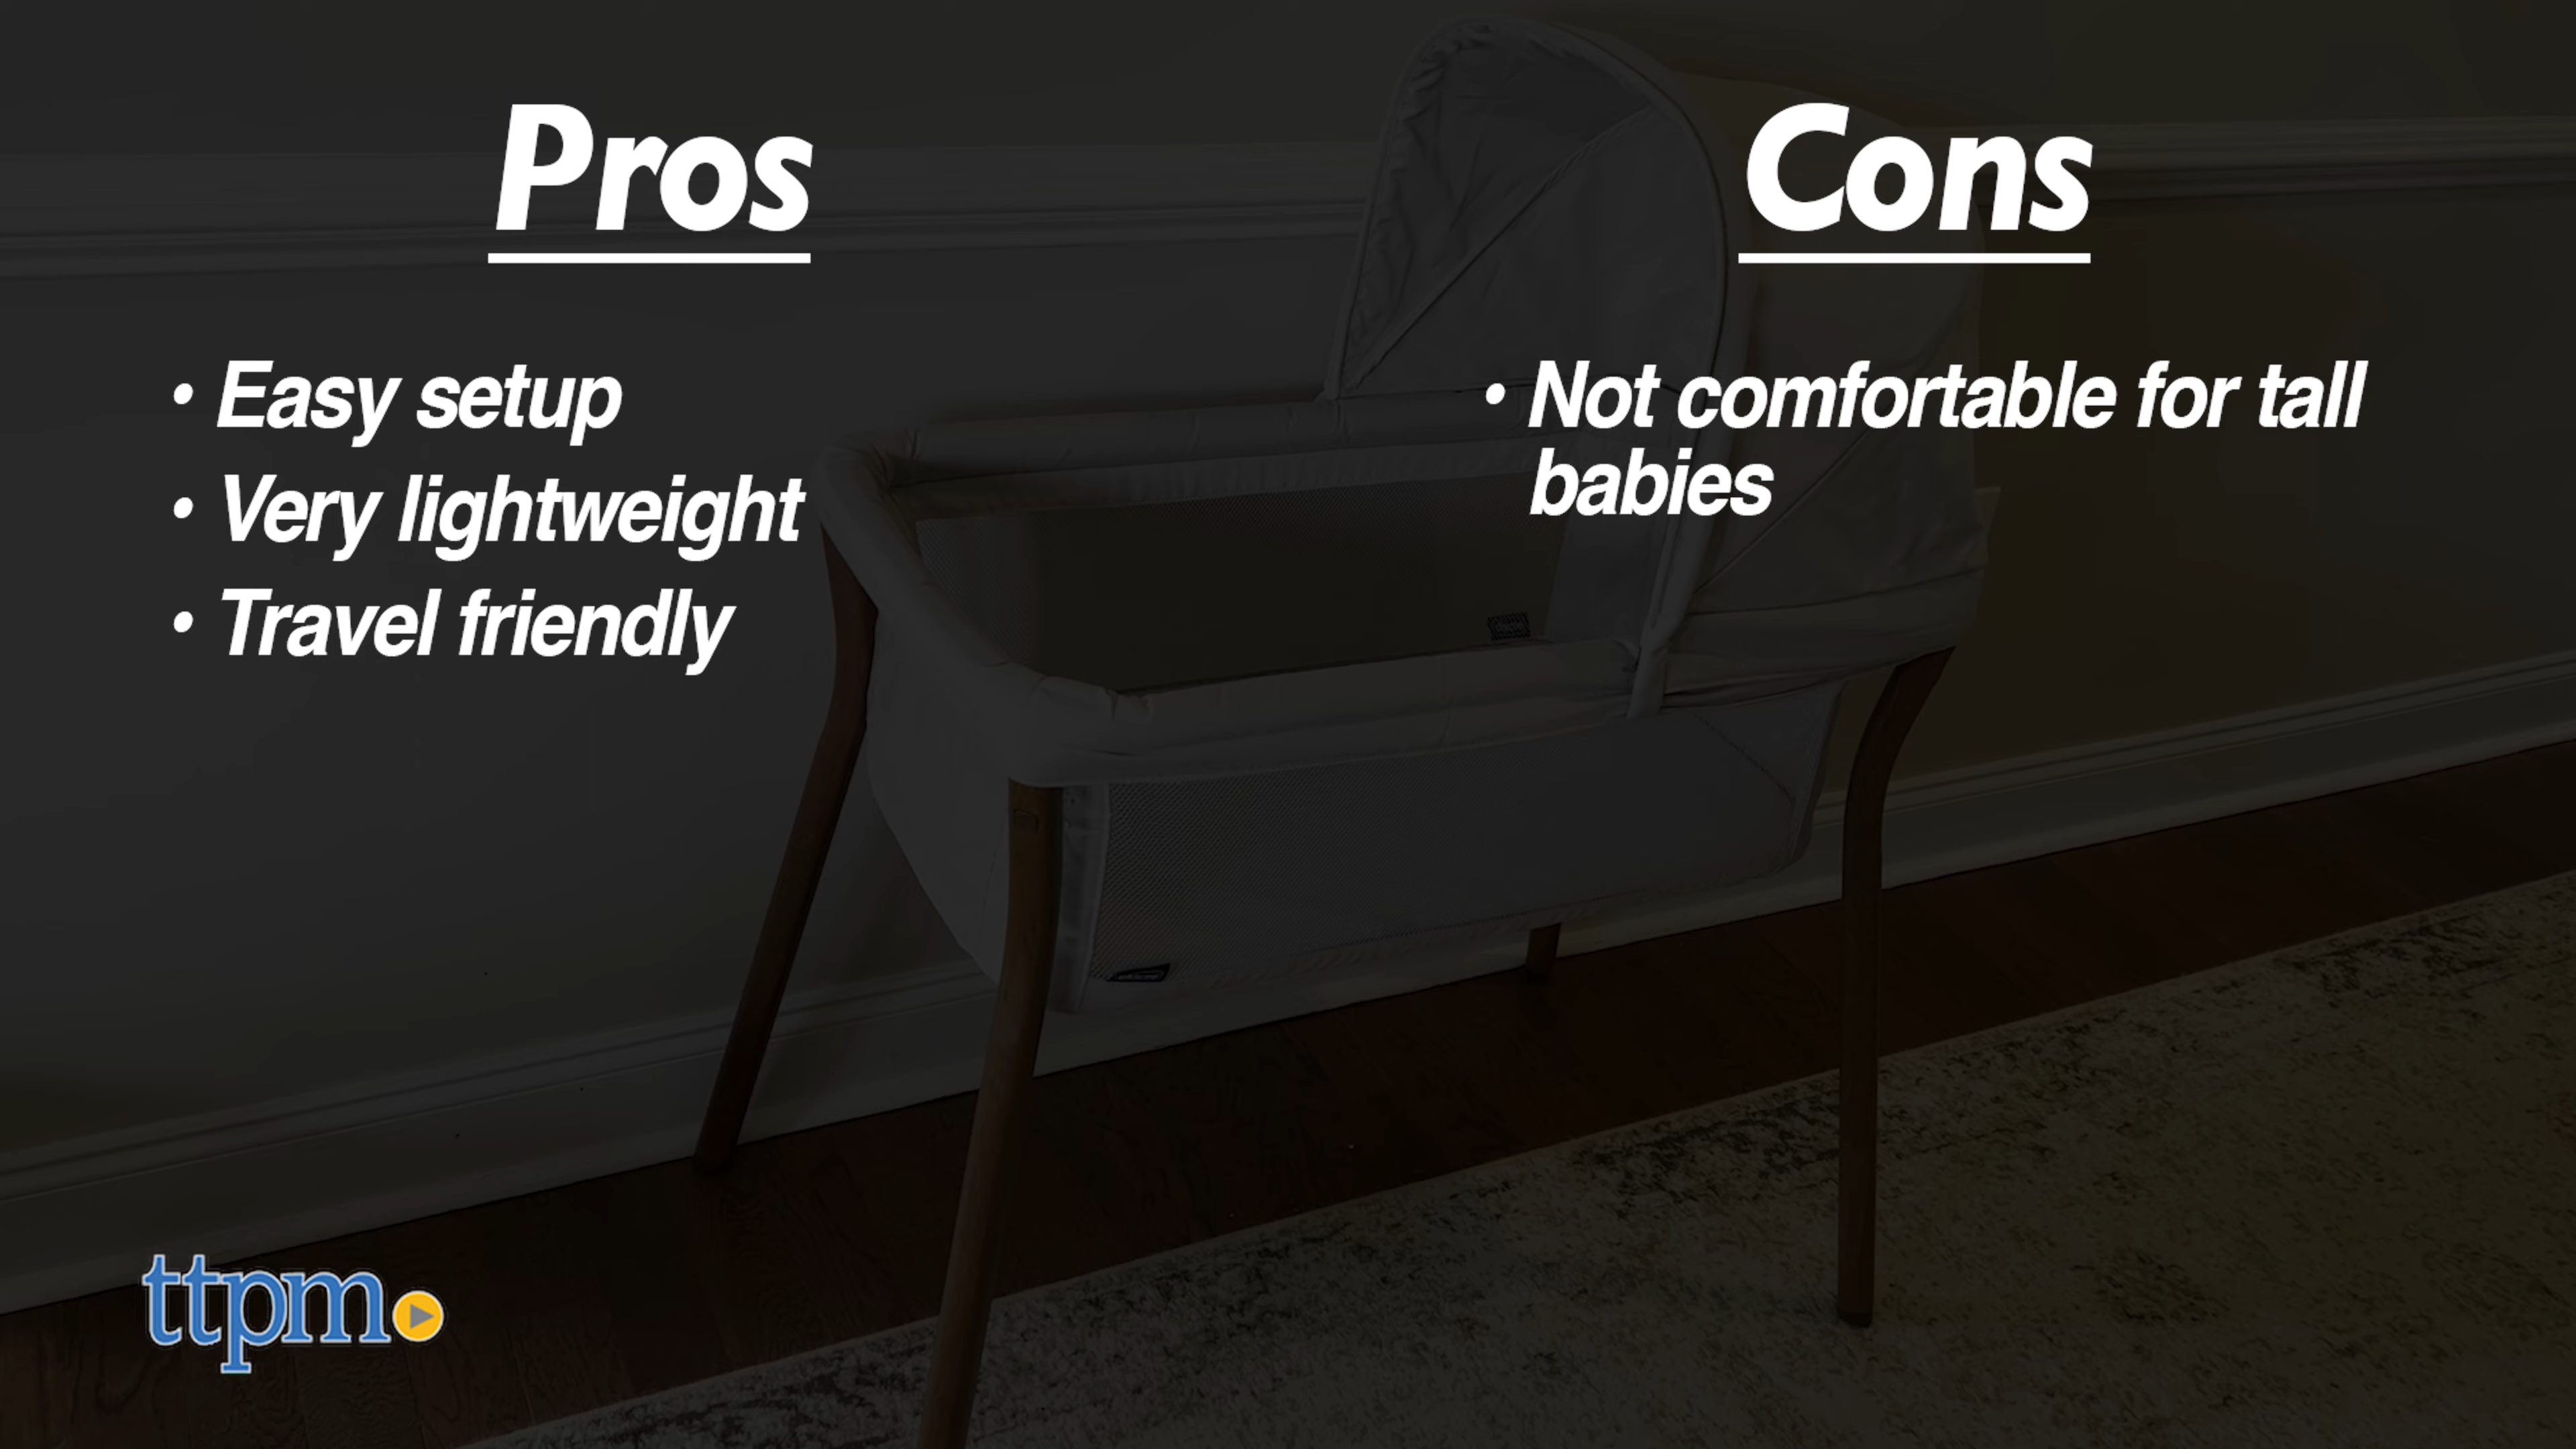 Pros
• Easy setup
• Very lightweight
• Travel friendly
Cons
• Not comfortable for tall
babies
ttpm